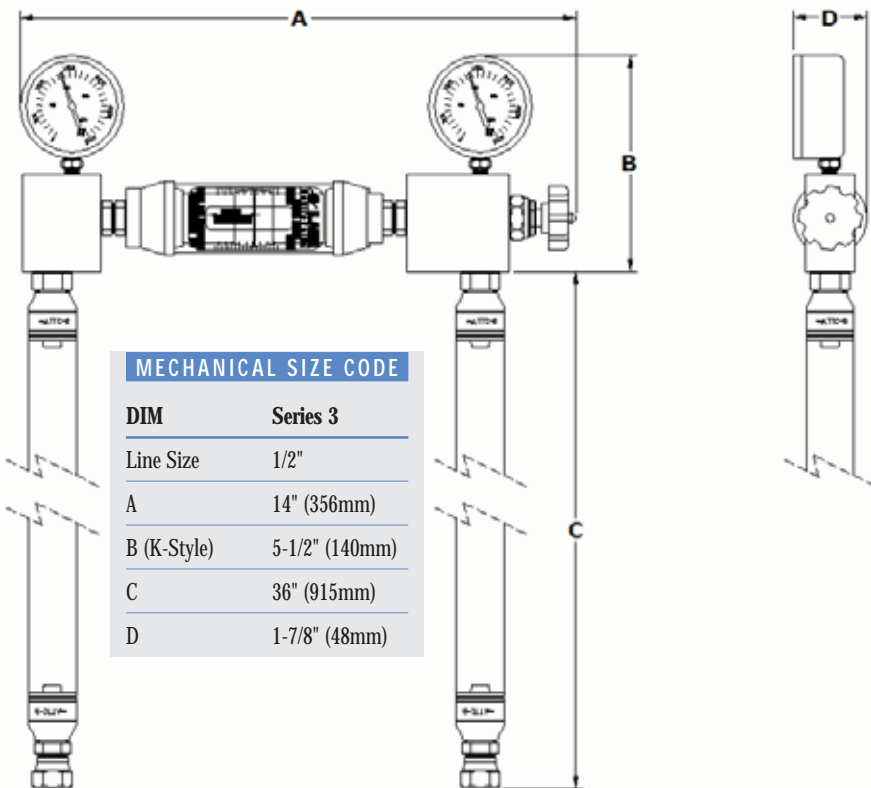 A
D
B
MECHANICAL SIZE CODE
DIM Series 3
Line Size 1/2"
A 14" (356mm)
B (K-Style) 5-1/2" (140mm)
C 36" (915mm)
D 1-7/8" (48mm)
C